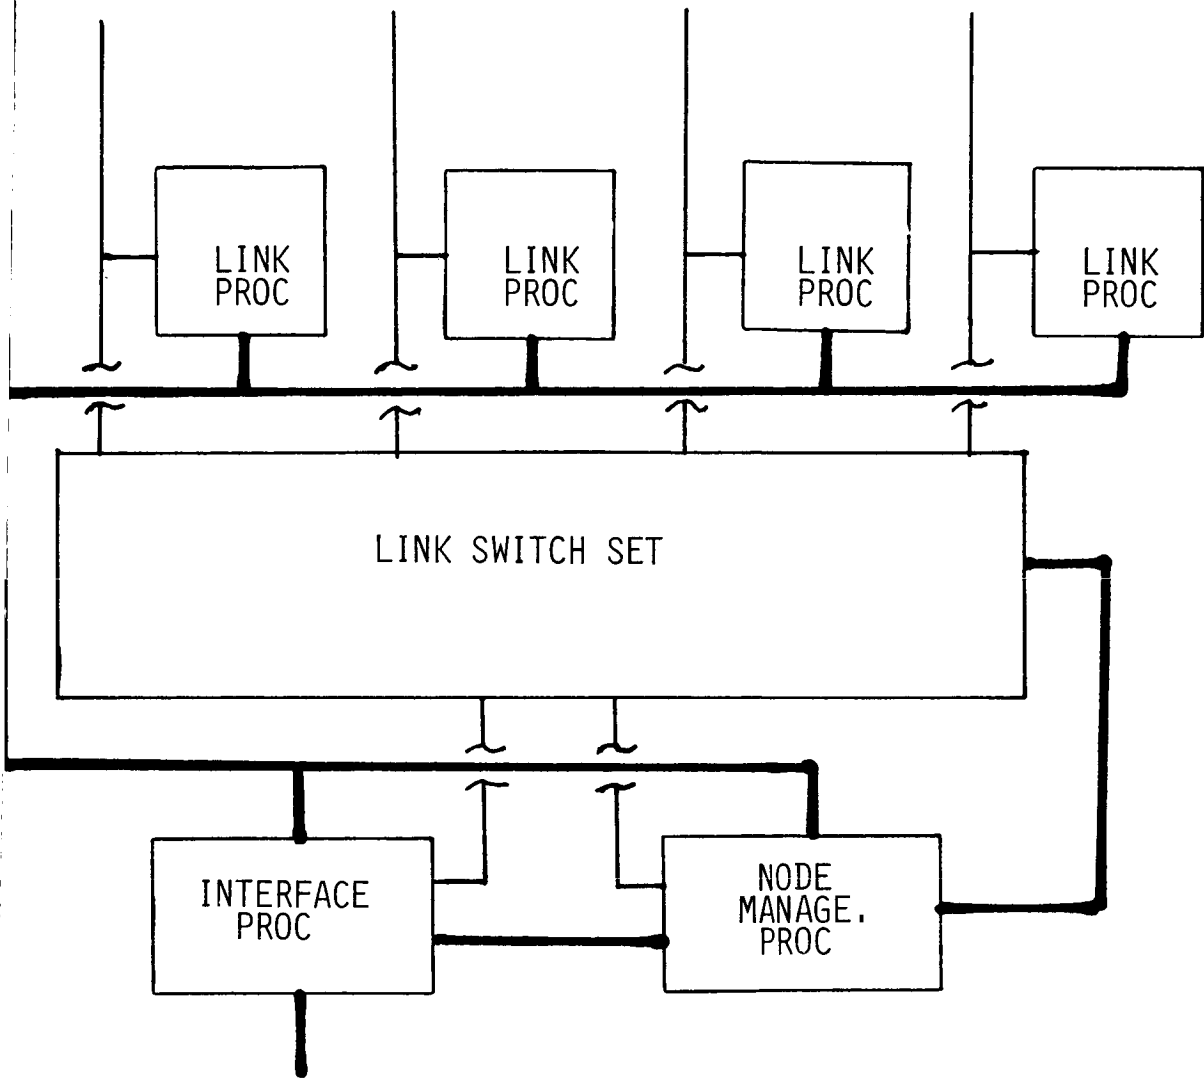 LINK
PROC
LINK
PROC
LINK
PROC
LINK
PROC
LINK SWITCH SET
INTERFACE
PROC
NODE
MANAGE.
PROC